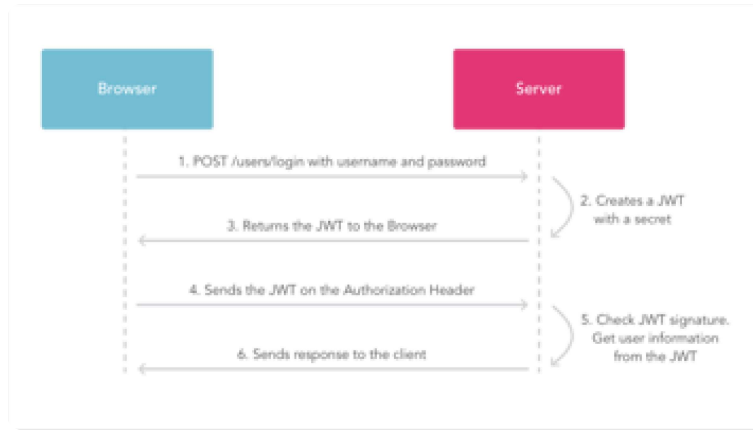 Browser
Server
1. POST /users/login with username and password
2. Creates a JWT
with a secret
3. Returns the JWT to the Browser
4. Sends the JWT on the Authorization Header
5. Check JWT signature.
Get user information
from the JWT
6. Sends response to the client